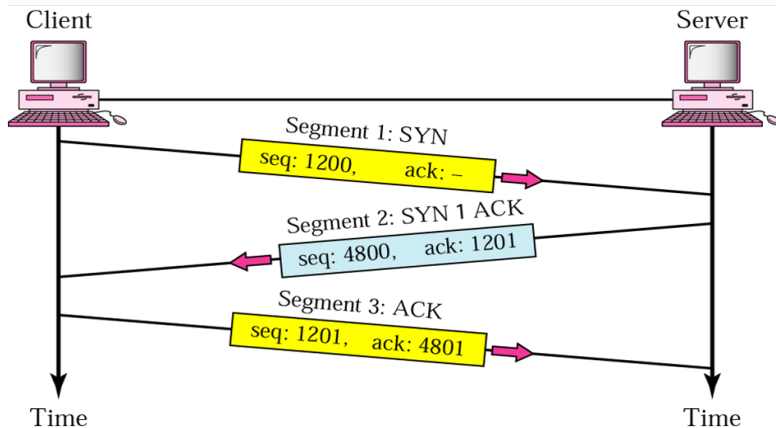 Client Server
Segment 1: SYN
seq: 1200, ack: –
Segment 2: SYN 1 ACK
seq: 4800, ack: 1201
Segment 3: ACK
seq: 1201, ack: 4801
Time Time